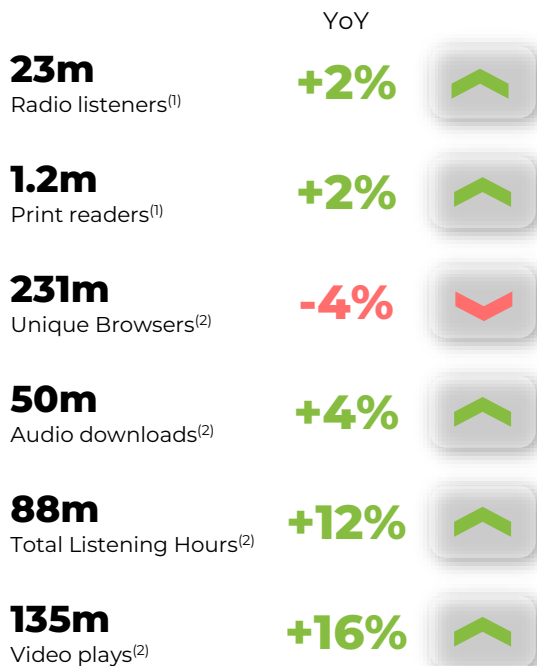 YoY
23m +2%
Radio listeners(1)
1.2m +2%
Print readers(1)
231m -4%
Unique Browsers(2)
50m +4%
Audio downloads(2)
88m +12%
Total Listening Hours(2)
135m +16%
Video plays(2)